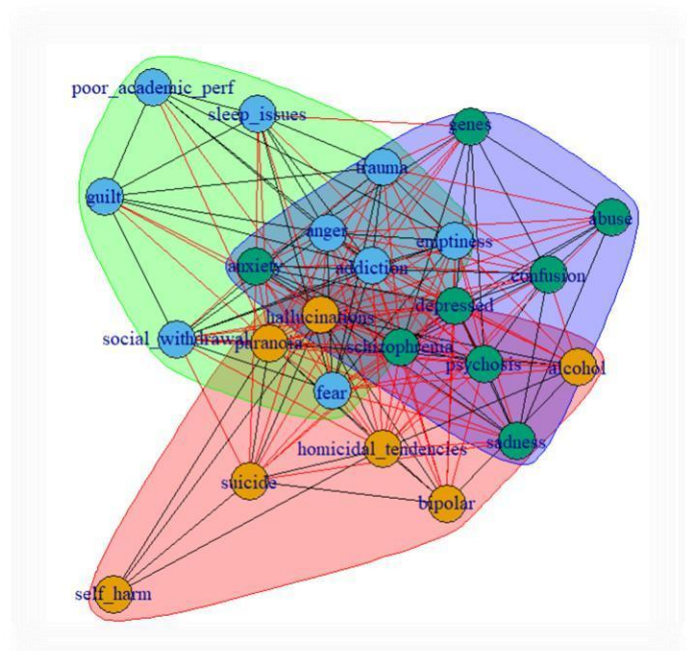 poor_academic_perf
sleep_issues
genes
trauma
guilt
abuse
anger
emptiness
anxiety
addiction
confusion
depressed
hallucinations
social_withdrawal
paranoia
schizophrenia
psychosis
alcohol
fear
sadness
homicidal_tendencies
suicide
bipolar
self_harm